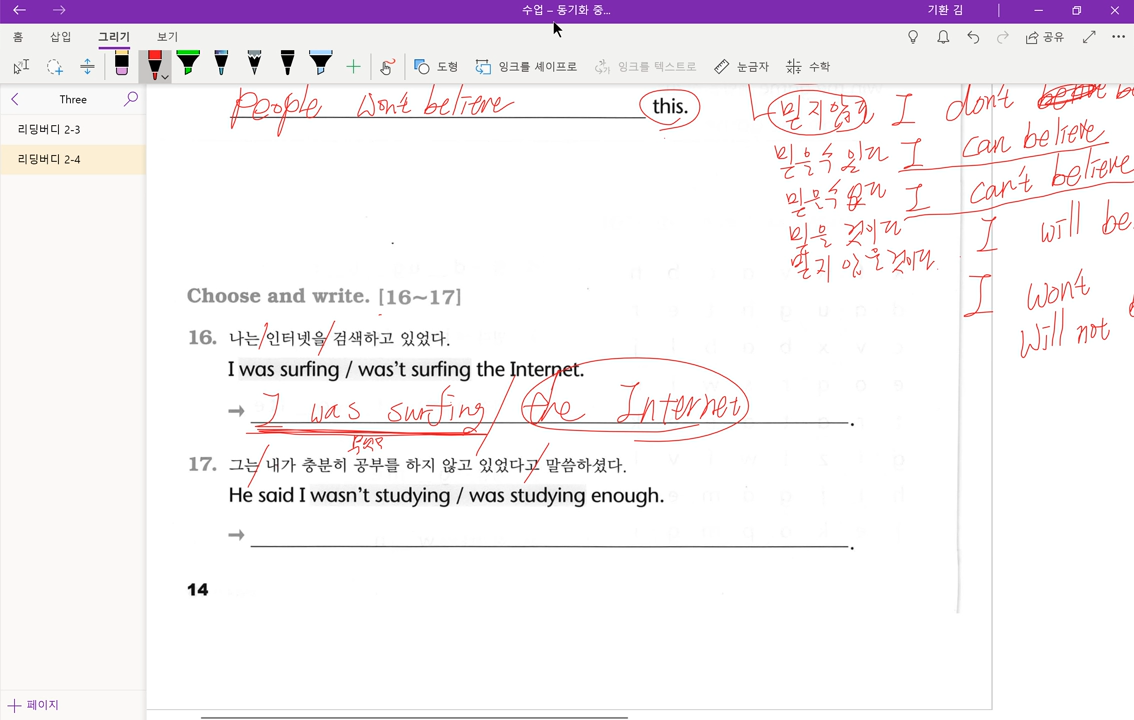 수업 – 동기화 중...
기환 김
홈 삽입 그리기 보기
도형 잉크를 셰이프로 잉크를 텍스트로 눈금자 수학 공유
Three
리딩버디 2-3
리딩버디 2-4
페이지
People won't believe this.
믿지않고 I don't
믿을수 있다 I can believe
믿을수 없다 I can't believe
믿을 것이다 I will
믿지 않을것이다. I won't
will not
Choose and write. [16~17]
16. 나는 인터넷을 검색하고 있었다.
I was surfing / was't surfing the Internet.
→ I was surfing the Internet .
무엇
17. 그는 내가 충분히 공부를 하지 않고 있었다고 말씀하셨다.
He said I wasn't studying / was studying enough.
→ .
14